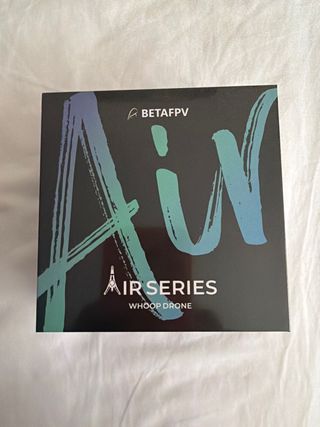 BETAFPV
Air
AIR SERIES
WHOOP DRONE